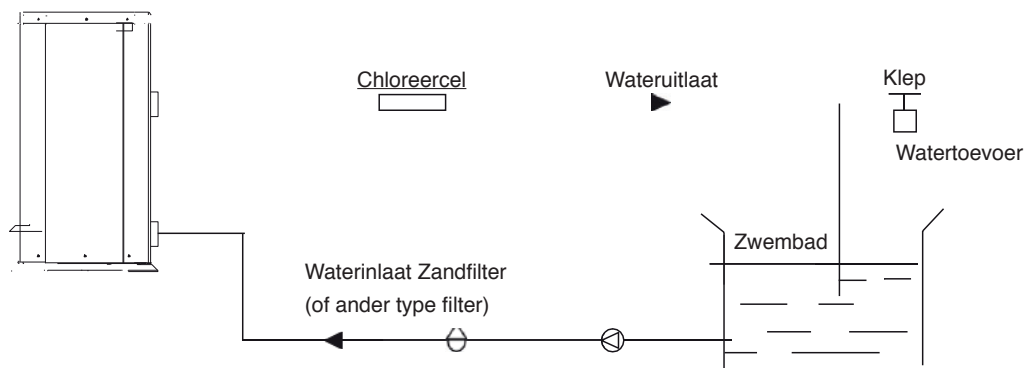 Chloreercel
Wateruitlaat
Klep
Watertoevoer
Zwembad
Waterinlaat Zandfilter
(of ander type filter)